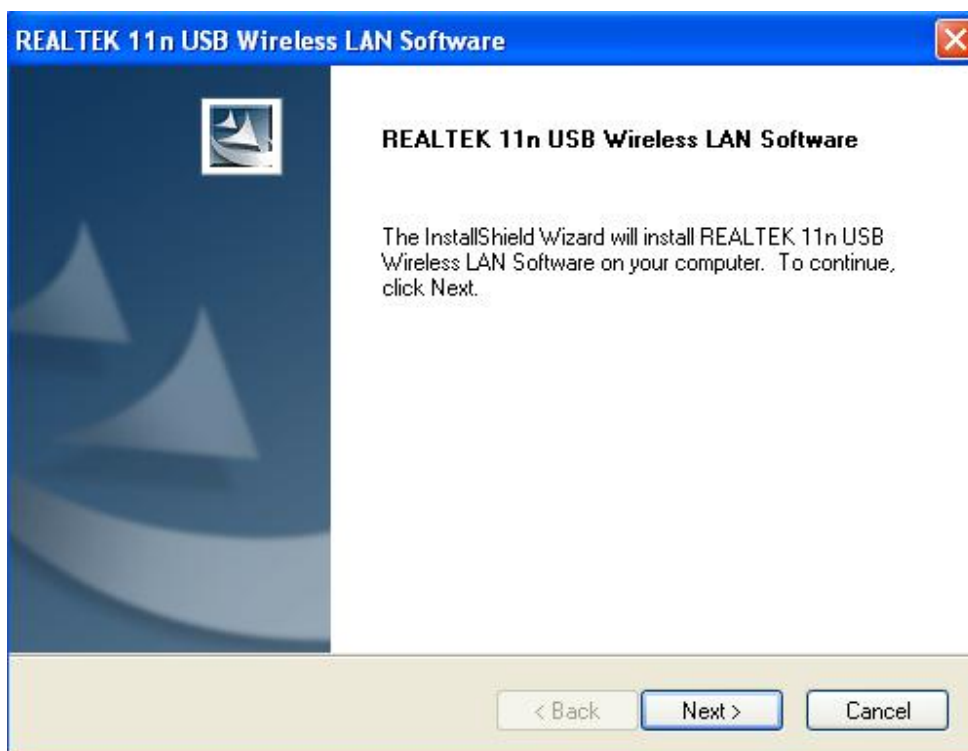 REALTEK 11n USB Wireless LAN Software
REALTEK 11n USB Wireless LAN Software
The InstallShield Wizard will install REALTEK 11n USB
Wireless LAN Software on your computer.  To continue,
click Next.
< Back
Next >
Cancel